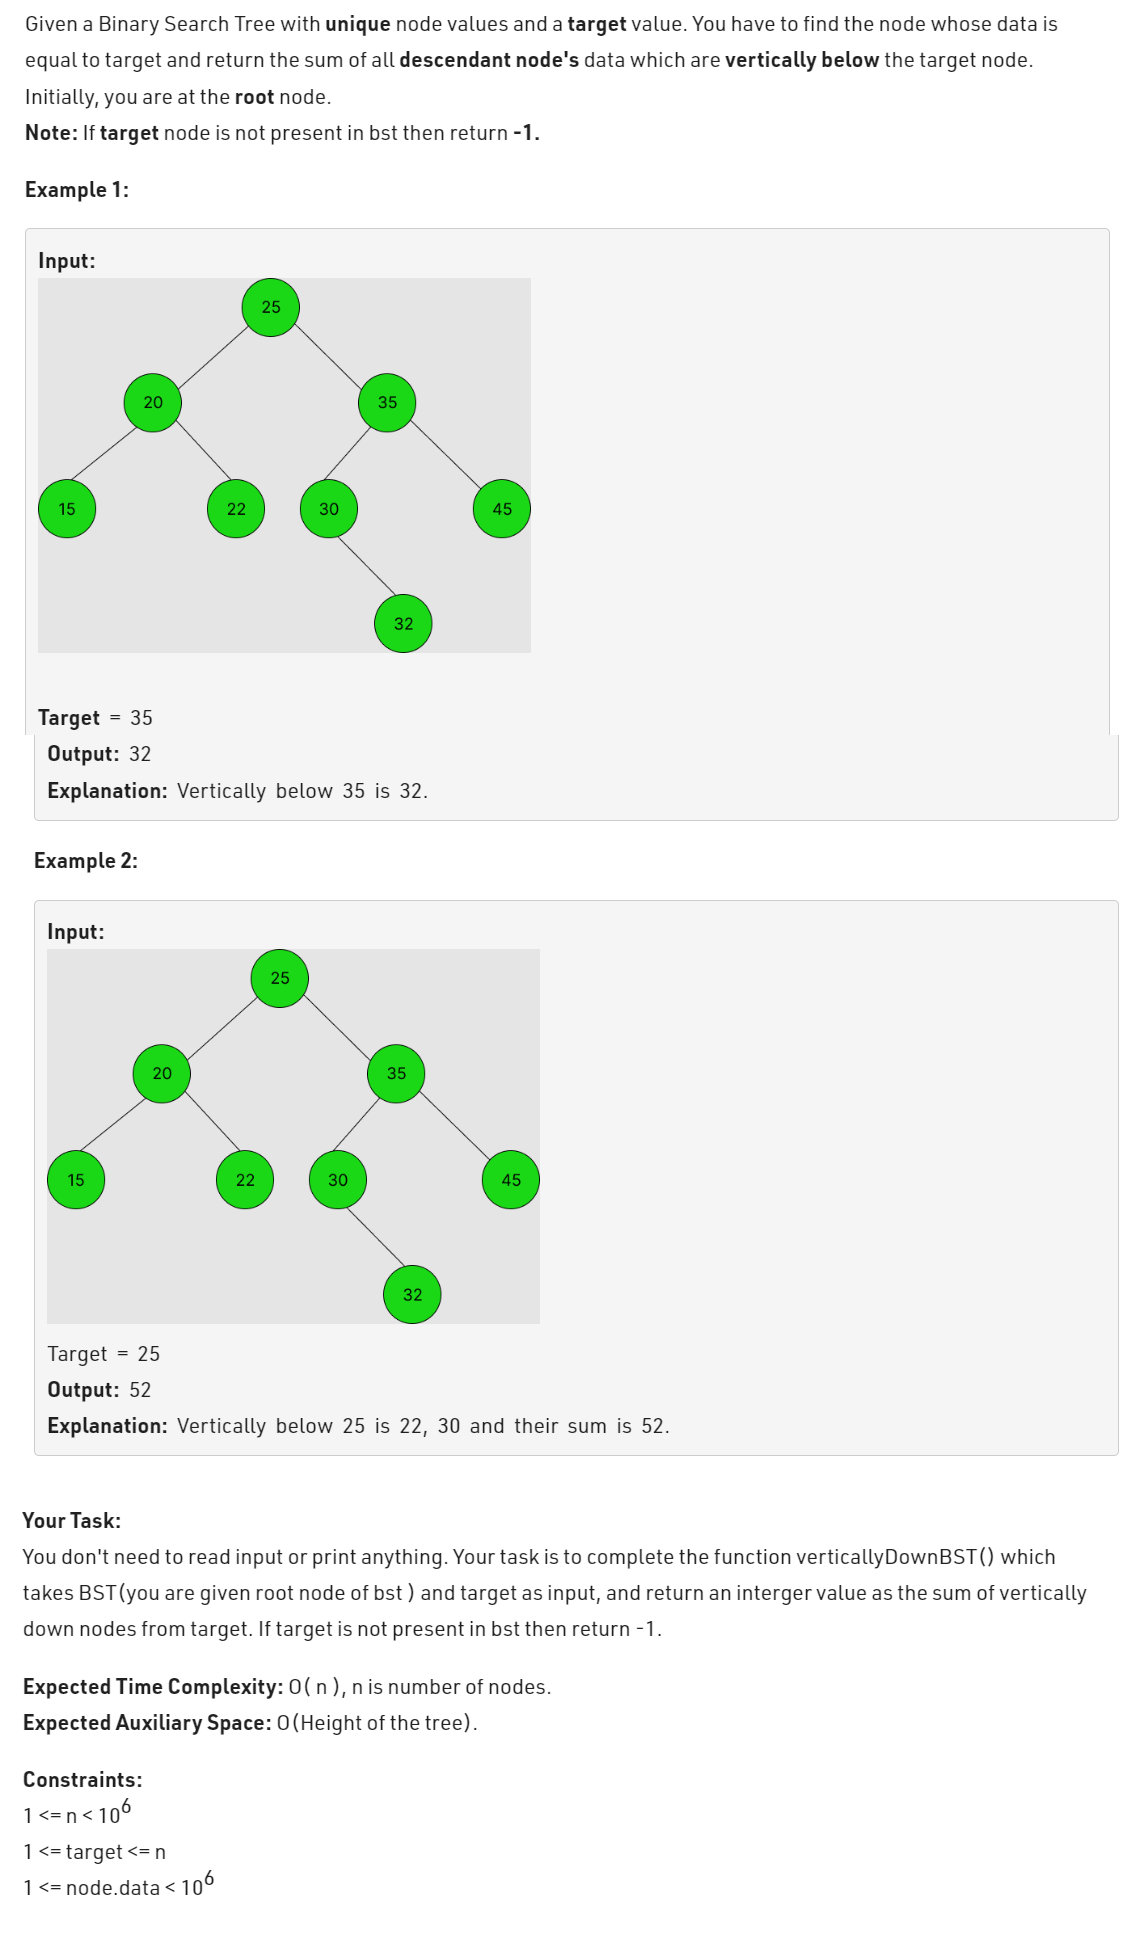 Given a Binary Search Tree with unique node values and a target value. You have to find the node whose data is
equal to target and return the sum of all descendant node's data which are vertically below the target node.
Initially, you are at the root node.
Note: If target node is not present in bst then return -1.
Example 1:
Input:
25
20 35
15 22 30 45
32
Target = 35
Output: 32
Explanation: Vertically below 35 is 32.
Example 2:
Input:
25
20 35
15 22 30 45
32
Target = 25
Output: 52
Explanation: Vertically below 25 is 22, 30 and their sum is 52.
Your Task:
You don't need to read input or print anything. Your task is to complete the function verticallyDownBST() which
takes BST(you are given root node of bst ) and target as input, and return an interger value as the sum of vertically
down nodes from target. If target is not present in bst then return -1.
Expected Time Complexity: O( n ), n is number of nodes.
Expected Auxiliary Space: O(Height of the tree).
Constraints:
1 <= n < 10⁶
1 <= target <= n
1 <= node.data < 10⁶